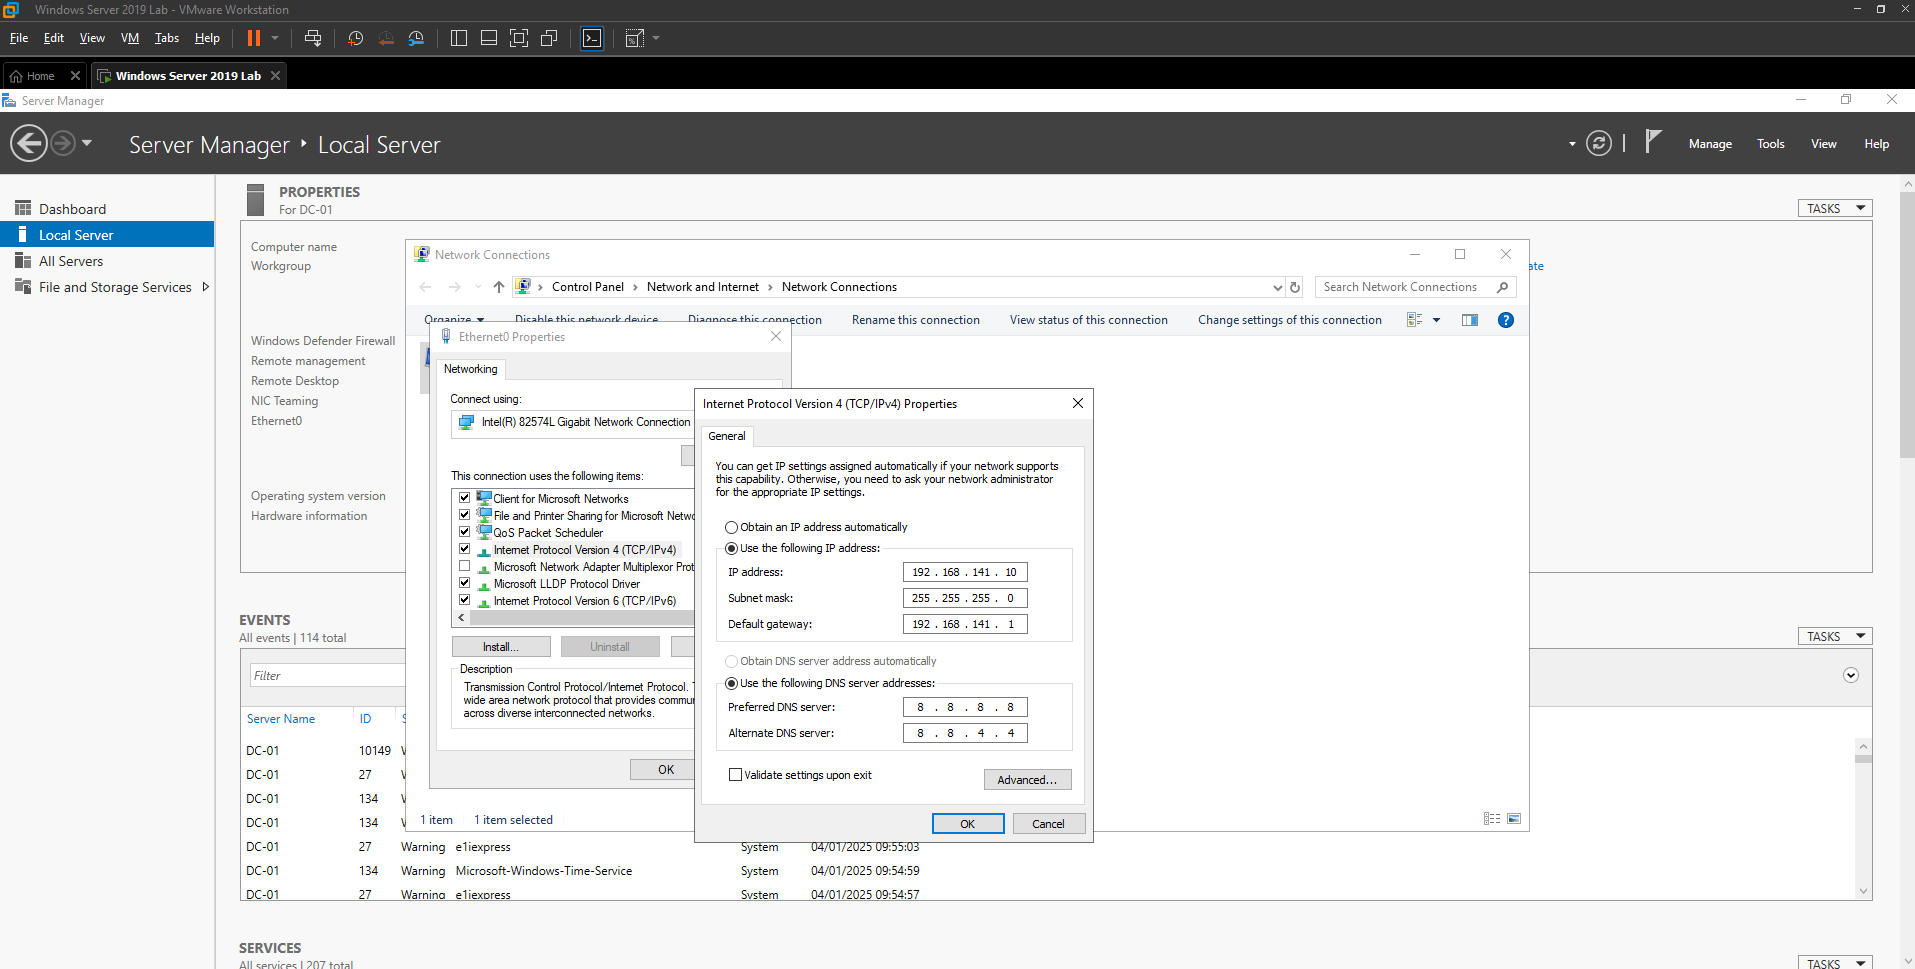 Windows Server 2019 Lab - VMware Workstation
File Edit View VM Tabs Help
Home
Windows Server 2019 Lab
Server Manager
Server Manager ‣ Local Server
Manage Tools View Help
Dashboard
Local Server
All Servers
File and Storage Services
PROPERTIES
For DC-01
TASKS
Computer name
Workgroup
Windows Defender Firewall
Remote management
Remote Desktop
NIC Teaming
Ethernet0
Operating system version
Hardware information
ate
Network Connections
Control Panel › Network and Internet › Network Connections
Search Network Connections
Organize
Disable this network device
Diagnose this connection
Rename this connection
View status of this connection
Change settings of this connection
1 item
1 item selected
Ethernet0 Properties
Networking
Connect using:
Intel(R) 82574L Gigabit Network Connection
This connection uses the following items:
Client for Microsoft Networks
File and Printer Sharing for Microsoft Netwo
QoS Packet Scheduler
Internet Protocol Version 4 (TCP/IPv4)
Microsoft Network Adapter Multiplexor Prot
Microsoft LLDP Protocol Driver
Internet Protocol Version 6 (TCP/IPv6)
Install...
Uninstall
Description
Transmission Control Protocol/Internet Protocol.
wide area network protocol that provides commu
across diverse interconnected networks.
OK
Internet Protocol Version 4 (TCP/IPv4) Properties
General
You can get IP settings assigned automatically if your network supports
this capability. Otherwise, you need to ask your network administrator
for the appropriate IP settings.
Obtain an IP address automatically
Use the following IP address:
IP address: 192 . 168 . 141 . 10
Subnet mask: 255 . 255 . 255 . 0
Default gateway: 192 . 168 . 141 . 1
Obtain DNS server address automatically
Use the following DNS server addresses:
Preferred DNS server: 8 . 8 . 8 . 8
Alternate DNS server: 8 . 8 . 4 . 4
Validate settings upon exit
Advanced...
OK Cancel
EVENTS
All events | 114 total
TASKS
Filter
Server Name ID S
DC-01 10149
DC-01 27
DC-01 134
DC-01 134
DC-01 27 Warning e1iexpress System 04/01/2025 09:55:03
DC-01 134 Warning Microsoft-Windows-Time-Service System 04/01/2025 09:54:59
DC-01 27 Warning e1iexpress System 04/01/2025 09:54:57
SERVICES
All services | 207 total
TASKS